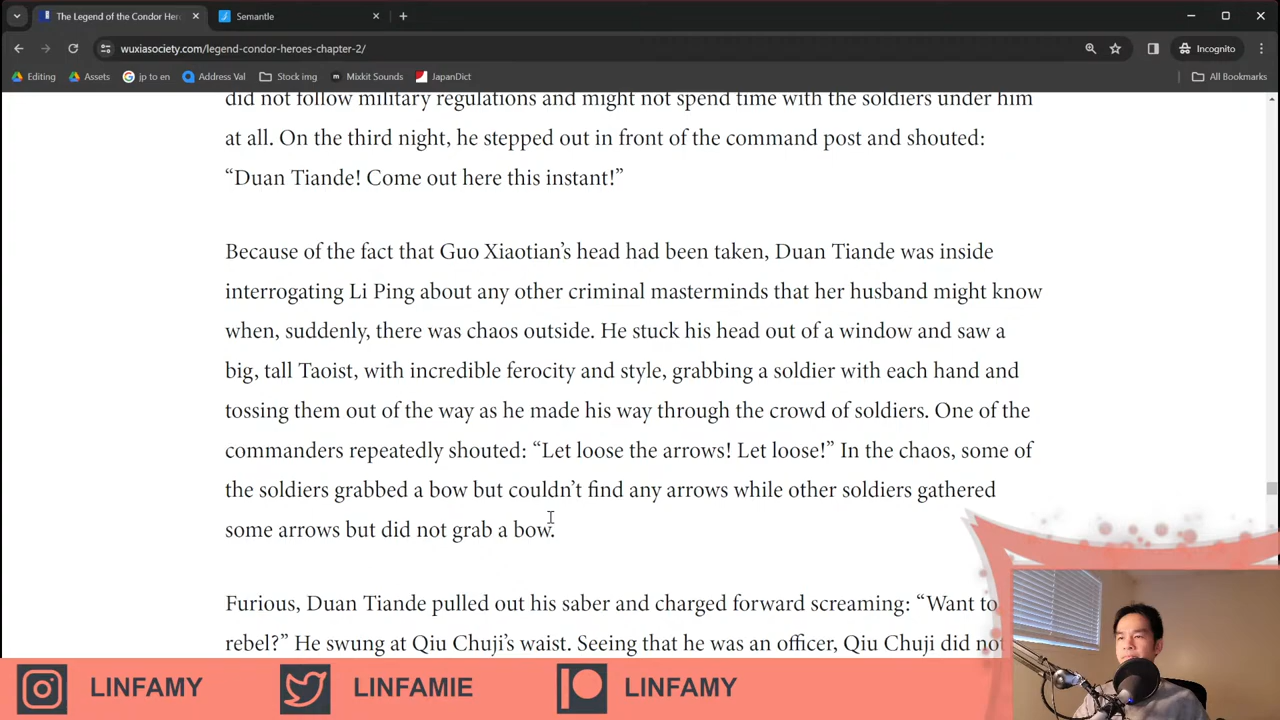 The Legend of the Condor Her
Semantle
wuxiasociety.com/legend-condor-heroes-chapter-2/
Incognito
Editing
Assets
jp to en
Address Val
Stock img
Mixkit Sounds
JapanDict
All Bookmarks
did not follow military regulations and might not spend time with the soldiers under him
at all. On the third night, he stepped out in front of the command post and shouted:
“Duan Tiande! Come out here this instant!”
Because of the fact that Guo Xiaotian’s head had been taken, Duan Tiande was inside
interrogating Li Ping about any other criminal masterminds that her husband might know
when, suddenly, there was chaos outside. He stuck his head out of a window and saw a
big, tall Taoist, with incredible ferocity and style, grabbing a soldier with each hand and
tossing them out of the way as he made his way through the crowd of soldiers. One of the
commanders repeatedly shouted: “Let loose the arrows! Let loose!” In the chaos, some of
the soldiers grabbed a bow but couldn’t find any arrows while other soldiers gathered
some arrows but did not grab a bow.
Furious, Duan Tiande pulled out his saber and charged forward screaming: “Want to
rebel?” He swung at Qiu Chuji’s waist. Seeing that he was an officer, Qiu Chuji did not
LINFAMY
LINFAMIE
LINFAMY